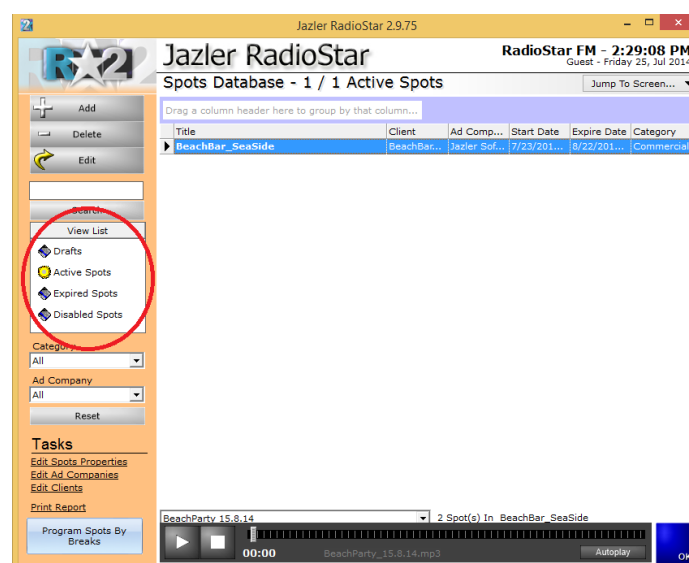 Jazler RadioStar 2.9.75
R 2
Jazler RadioStar
RadioStar FM - 2:29:08 PM
Guest - Friday 25, Jul 2014
Spots Database - 1 / 1 Active Spots
Jump To Screen...
Add
Delete
Edit
Drag a column header here to group by that column...
Title Client Ad Comp... Start Date Expire Date Category
BeachBar_SeaSide BeachBar... Jazler Sof... 7/23/201... 8/22/201... Commercial
Search
View List
Drafts
Active Spots
Expired Spots
Disabled Spots
Category
All
Ad Company
All
Reset
Tasks
Edit Spots Properties
Edit Ad Companies
Edit Clients
Print Report
Program Spots By
Breaks
BeachParty 15.8.14
2 Spot(s) In BeachBar_SeaSide
00:00
BeachParty_15.8.14.mp3
Autoplay
OK